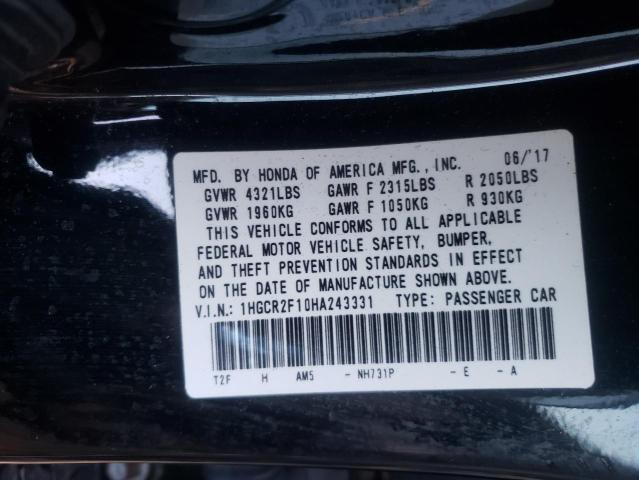 MFD. BY HONDA OF AMERICA MFG., INC. 06/'17
GVWR 4321LBS GAWR F 2315LBS R 2050LBS
GVWR 1960KG GAWR F 1050KG R 930KG
THIS VEHICLE CONFORMS TO ALL APPLICABLE
FEDERAL MOTOR VEHICLE SAFETY, BUMPER,
AND THEFT PREVENTION STANDARDS IN EFFECT
ON THE DATE OF MANUFACTURE SHOWN ABOVE.
V.I.N.: 1HGCR2F10HA243331 TYPE: PASSENGER CAR
T2F H AM5 - NH731P - E - A